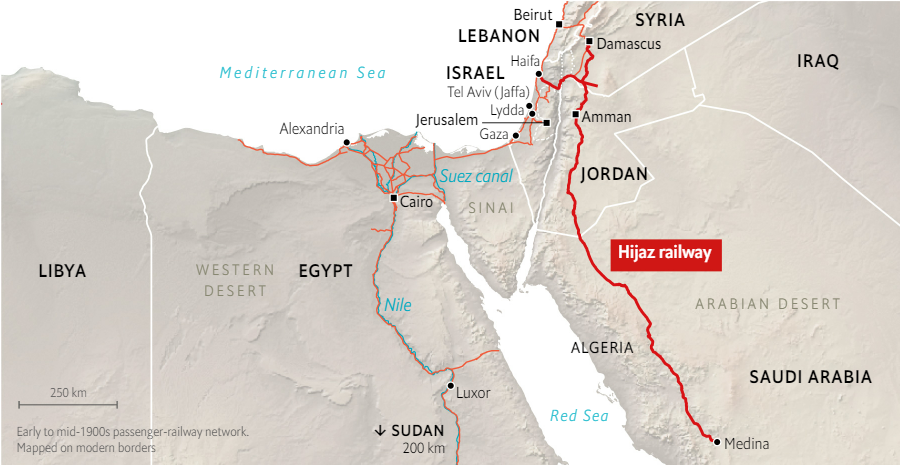 Beirut
SYRIA
LEBANON
Damascus
Mediterranean Sea
Haifa
ISRAEL
IRAQ
Tel Aviv (Jaffa)
Lydda
Jerusalem
Amman
Alexandria
Gaza
Suez canal
JORDAN
Cairo
SINAI
Hijaz railway
LIBYA
WESTERN
DESERT
EGYPT
Nile
ARABIAN DESERT
ALGERIA
SAUDI ARABIA
250 km
Luxor
Red Sea
Early to mid-1900s passenger-railway network.
Mapped on modern borders
↓ SUDAN
200 km
Medina